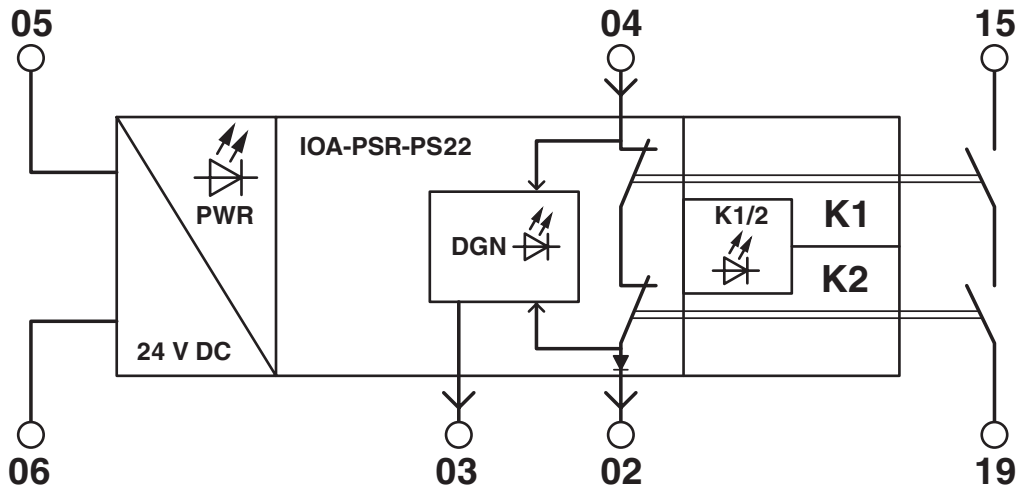 05
04
15
IOA-PSR-PS22
PWR
K1/2
K1
DGN
K2
24 V DC
06
03
02
19